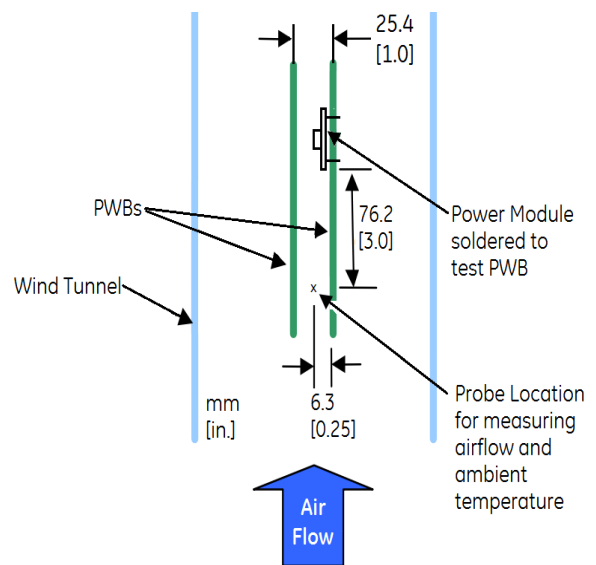 25.4
[1.0]
PWBs
76.2
[3.0]
Power Module
soldered to
test PWB
Wind Tunnel
x
mm
[in.]
6.3
[0.25]
Probe Location
for measuring
airflow and
ambient
temperature
Air
Flow